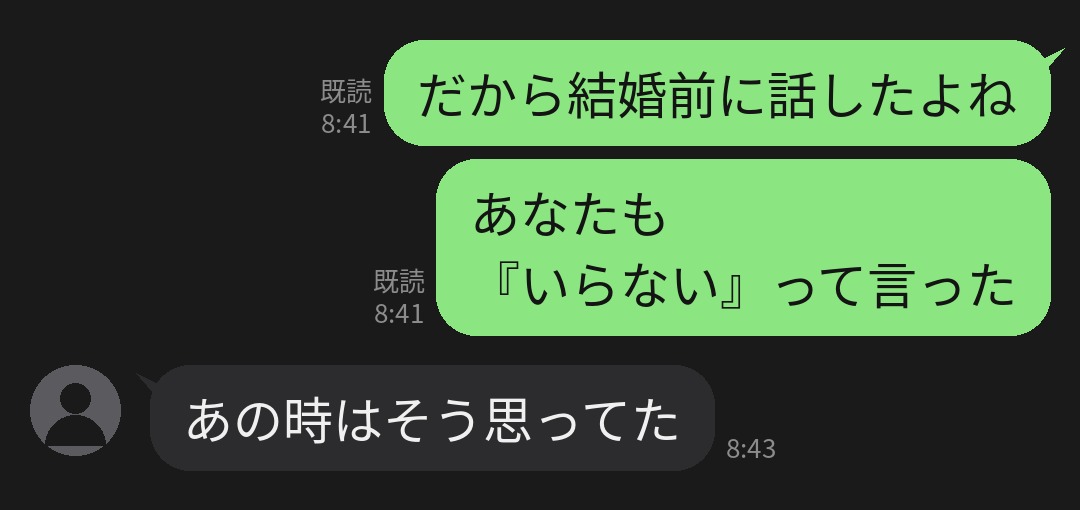 だから結婚前に話したよね
既読
8:41
あなたも
『いらない』って言った
既読
8:41
あの時はそう思ってた
8:43